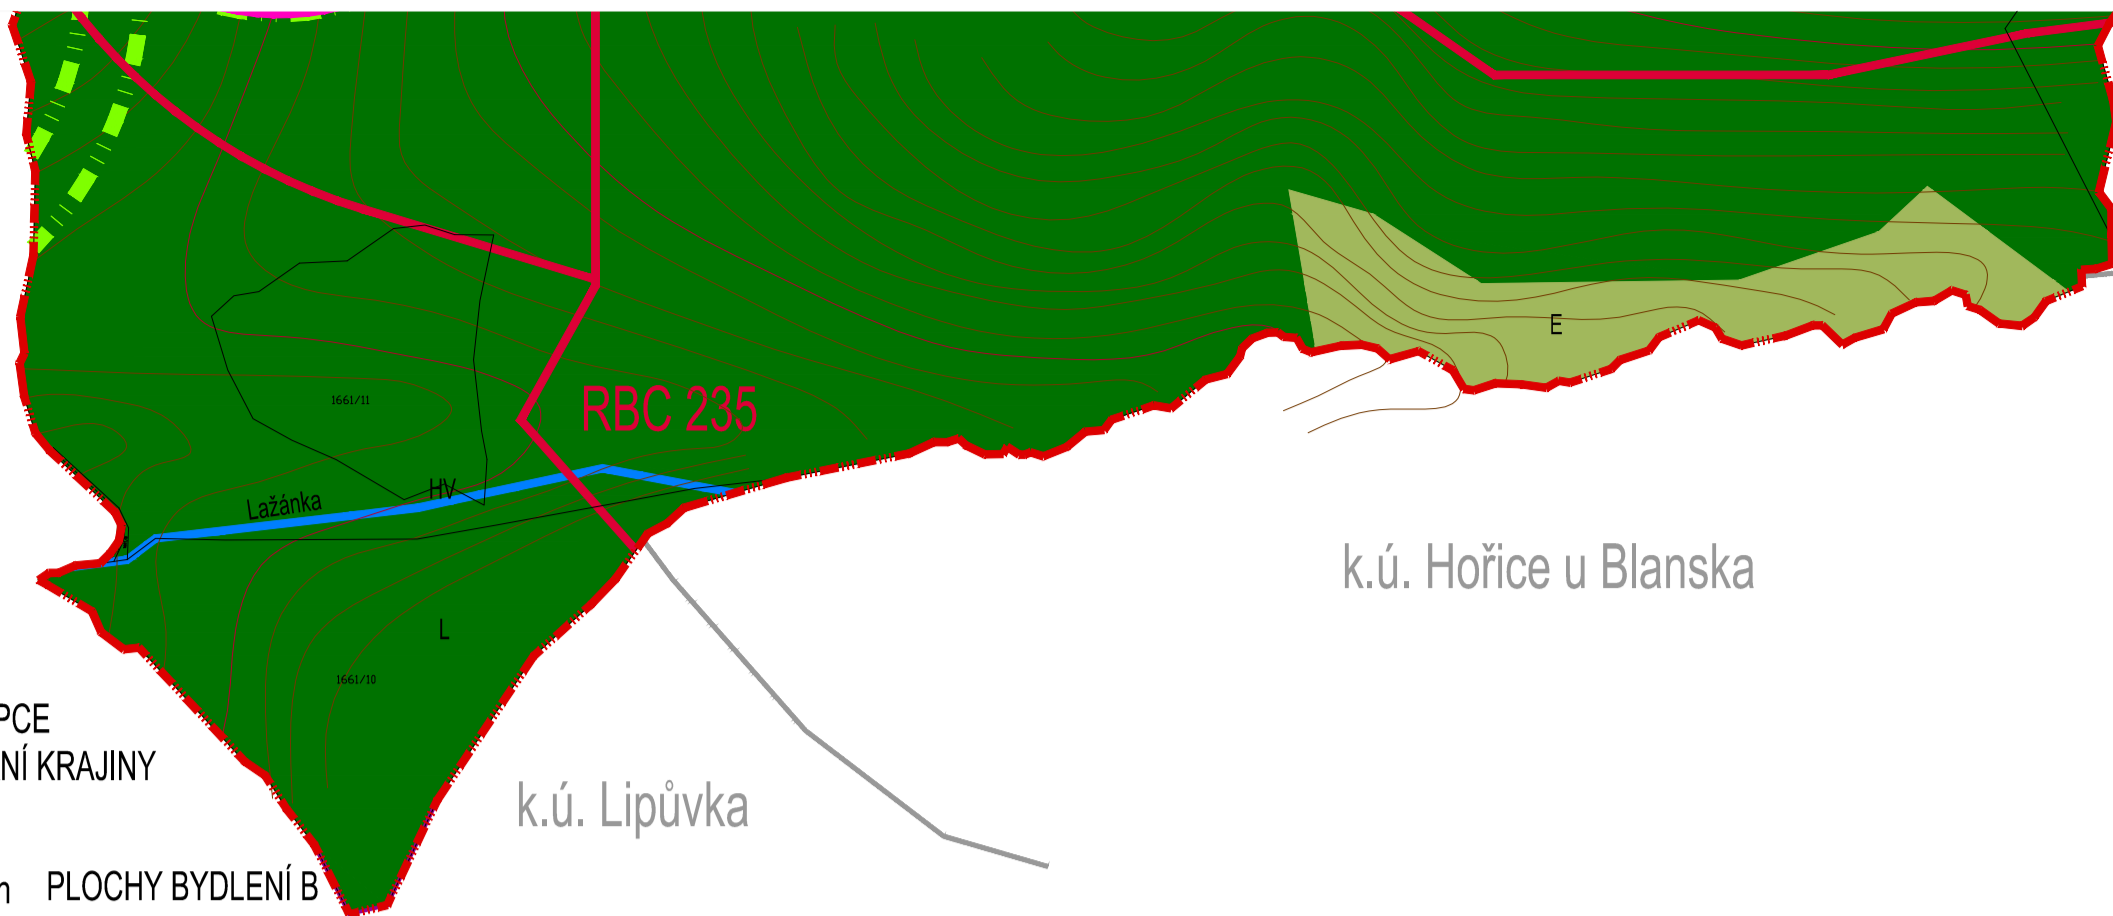 E
1661/11
RBC 235
HV
Lažánka
k.ú. Hořice u Blanska
L
1661/10
PCE
NÍ KRAJINY
k.ú. Lipůvka
PLOCHY BYDLENÍ B